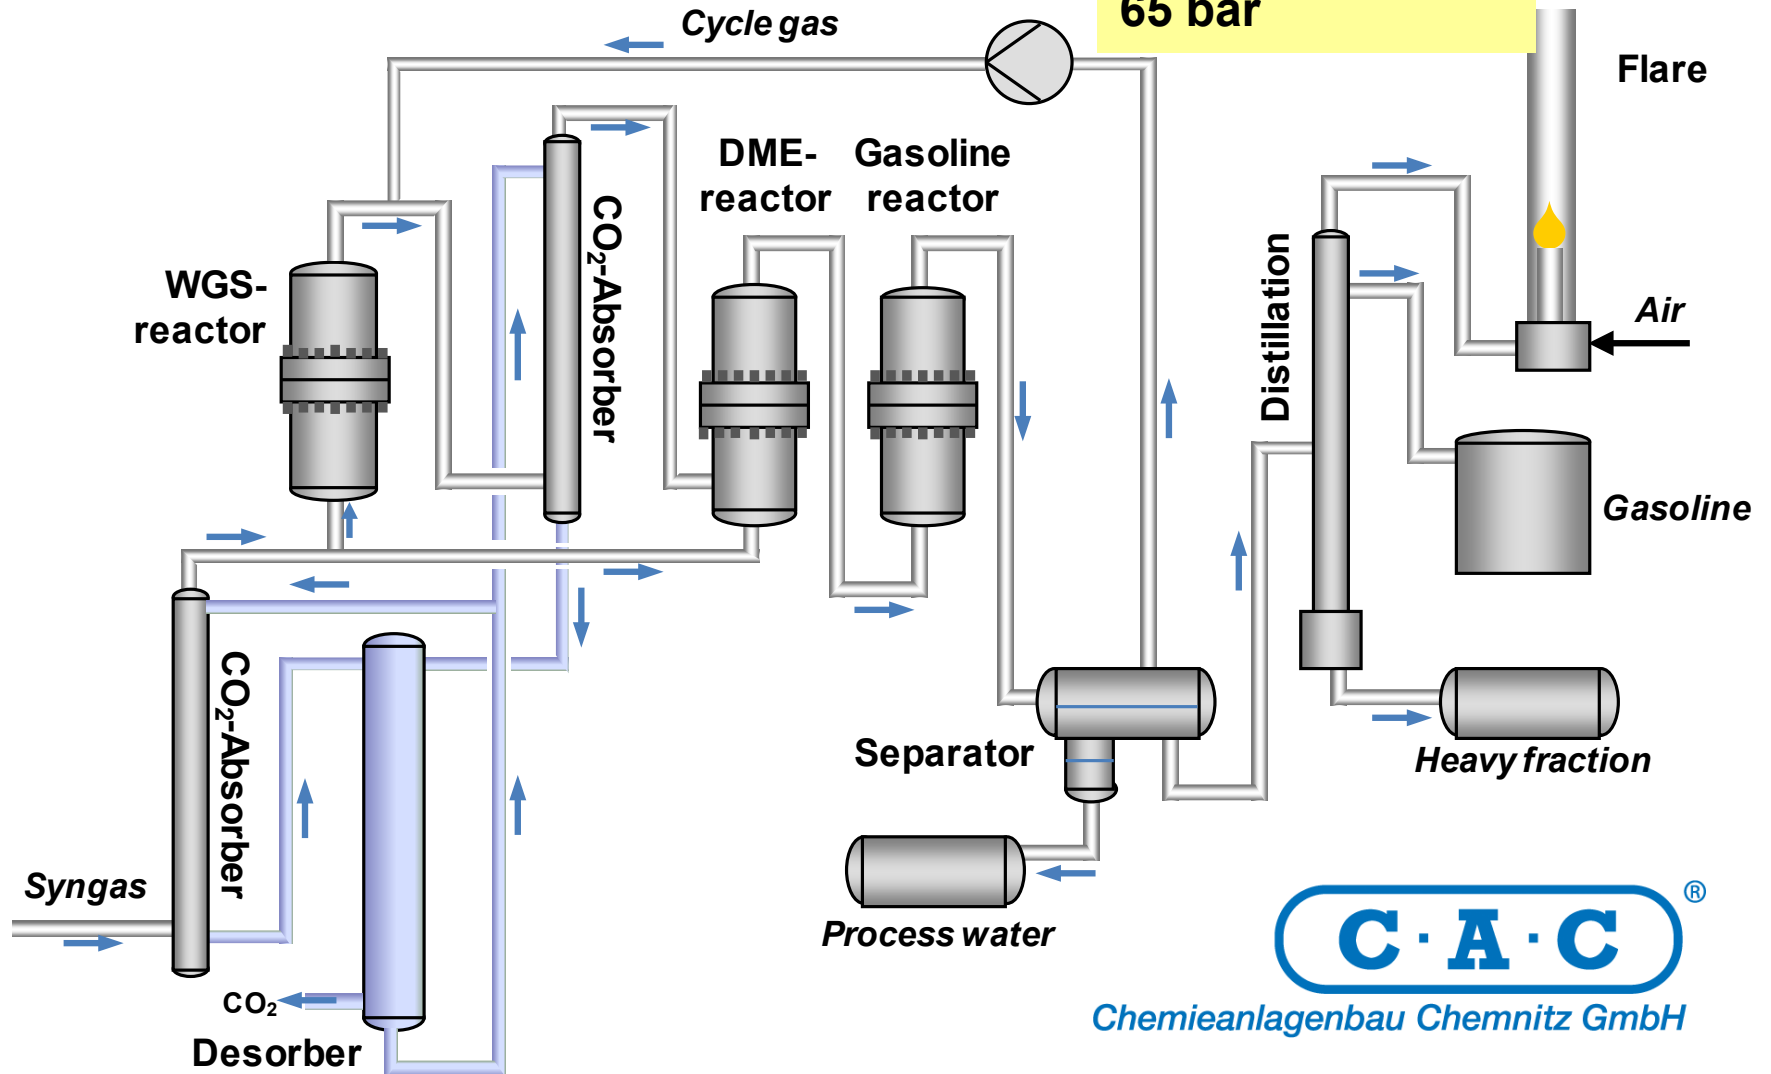 65 bar
Cycle gas
Flare
DME-
reactor
Gasoline
reactor
CO₂-Absorber
WGS-
reactor
Distillation
Air
Gasoline
CO₂-Absorber
Separator
Heavy fraction
Syngas
Process water
CO₂
Desorber
C·A·C®
Chemieanlagenbau Chemnitz GmbH